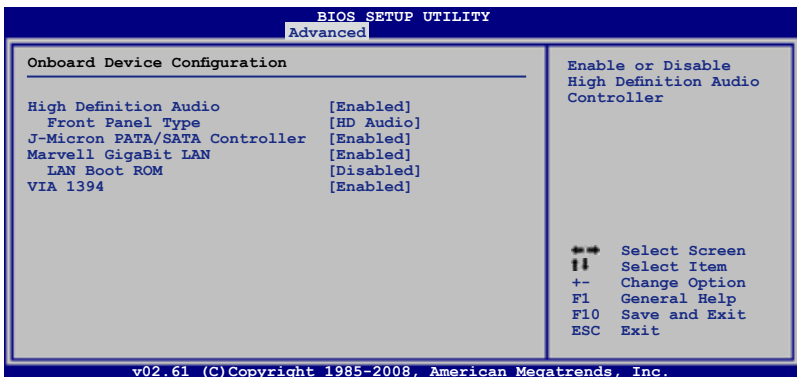 BIOS SETUP UTILITY
Advanced
Onboard Device Configuration
High Definition Audio [Enabled]
Front Panel Type [HD Audio]
J-Micron PATA/SATA Controller [Enabled]
Marvell GigaBit LAN [Enabled]
LAN Boot ROM [Disabled]
VIA 1394 [Enabled]
Enable or Disable
High Definition Audio
Controller
←→ Select Screen
↑↓ Select Item
+- Change Option
F1 General Help
F10 Save and Exit
ESC Exit
v02.61 (C)Copyright 1985-2008, American Megatrends, Inc.